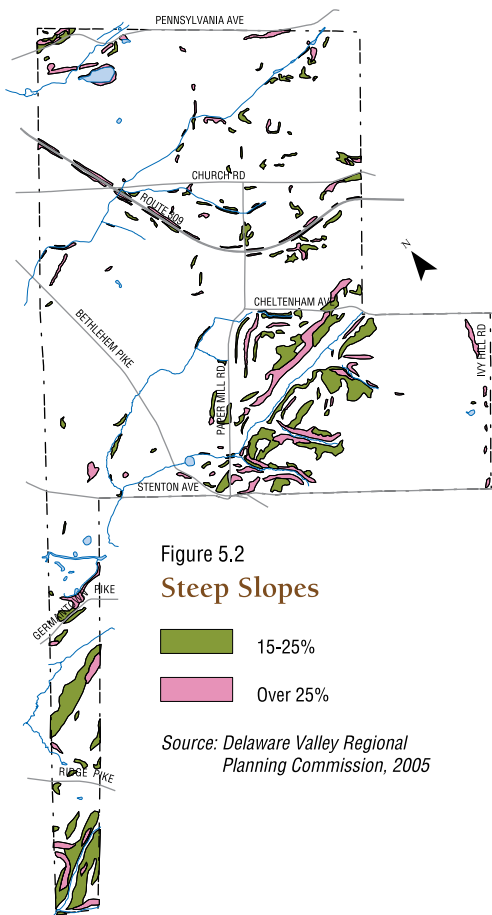 PENNSYLVANIA AVE
CHURCH RD
ROUTE 309
N
CHELTENHAM AVE
BETHLEHEM PIKE
PAPER MILL RD
IVY HILL RD
STENTON AVE
Figure 5.2
Steep Slopes
GERMANTOWN PIKE
15-25%
Over 25%
Source: Delaware Valley Regional
Planning Commission, 2005
RIDGE PIKE